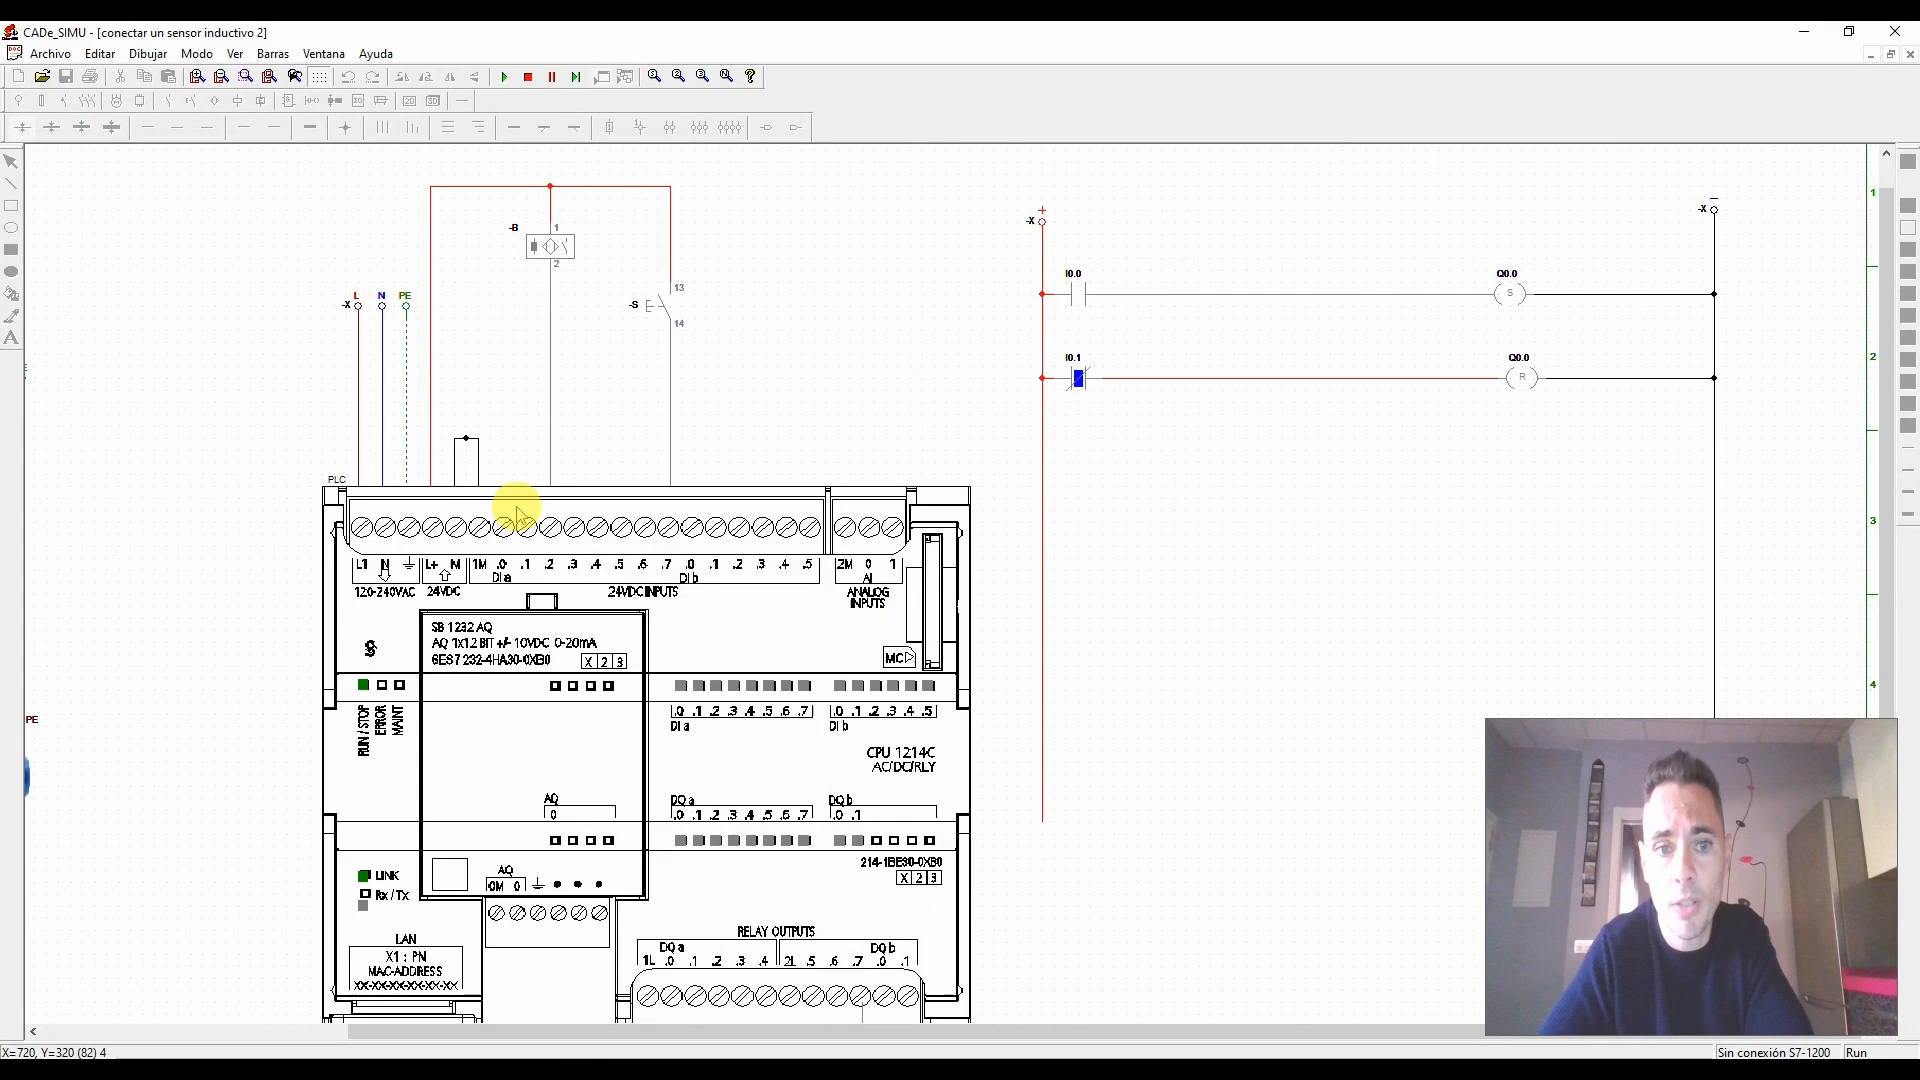 CADe_SIMU - [conectar un sensor inductivo 2]
Archivo Editar Dibujar Modo Ver Barras Ventana Ayuda
-B 1
2
-X L N PE
-S 13
14
PLC
L1 N L+ M 1M .0 .1 .2 .3 .4 .5 .6 .7 .0 .1 .2 .3 .4 .5 2M 0 1
DI a DI b AI
120-240VAC 24VDC 24VDC INPUTS ANALOG
INPUTS
SB 1232 AQ
AQ 1x12 BIT +/- 10VDC 0-20mA
6ES7 232-4HA30-0XB0 X 2 3
MC
RUN / STOP
ERROR
MAINT
.0 .1 .2 .3 .4 .5 .6 .7 .0 .1 .2 .3 .4 .5
DI a DI b
CPU 1214C
AC/DC/RLY
AQ
0
DQ a DQ b
.0 .1 .2 .3 .4 .5 .6 .7 .0 .1
214-1BE30-0XB0
X 2 3
LINK
Rx / Tx
AQ
0M 0
LAN
X1 : PN
MAC-ADDRESS
XX-XX-XX-XX-XX-XX
RELAY OUTPUTS
DQ a DQ b
1L .0 .1 .2 .3 .4 2L .5 .6 .7 .0 .1
PE
-X +
-X −
I0.0 Q0.0
S
I0.1 Q0.0
R
1
2
3
4
X=720, Y=320 (82) 4
Sin conexión S7-1200 Run